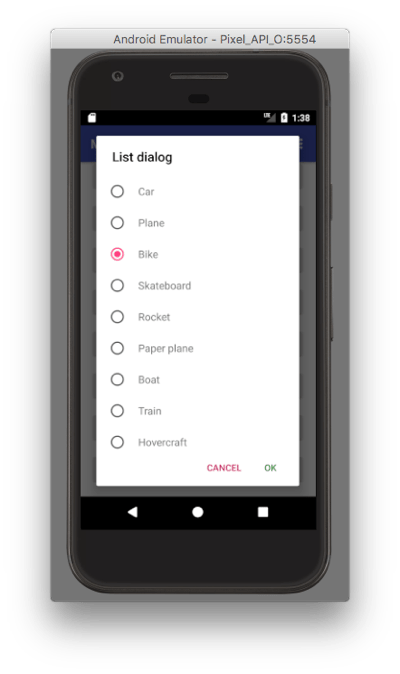 Android Emulator - Pixel_API_O:5554
1:38
List dialog
Car
Plane
Bike
Skateboard
Rocket
Paper plane
Boat
Train
Hovercraft
CANCEL OK